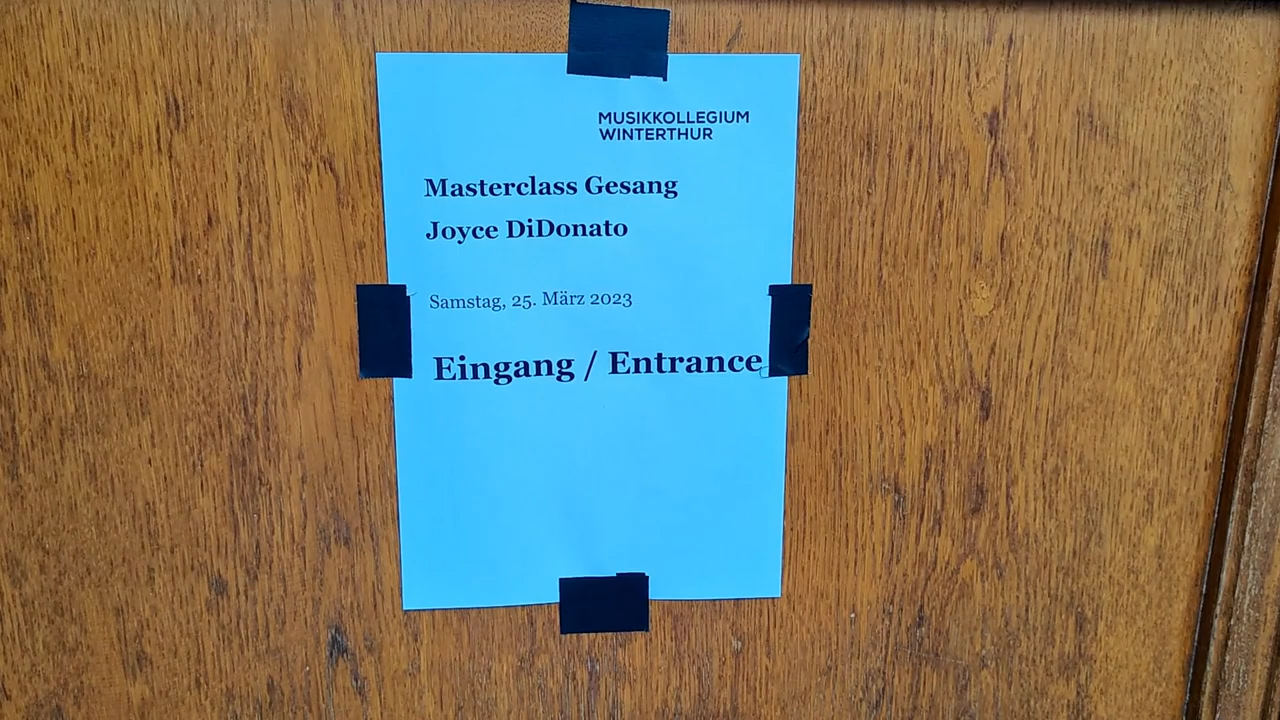 MUSIKKOLLEGIUM
WINTERTHUR
Masterclass Gesang
Joyce DiDonato
Samstag, 25. März 2023
Eingang / Entrance